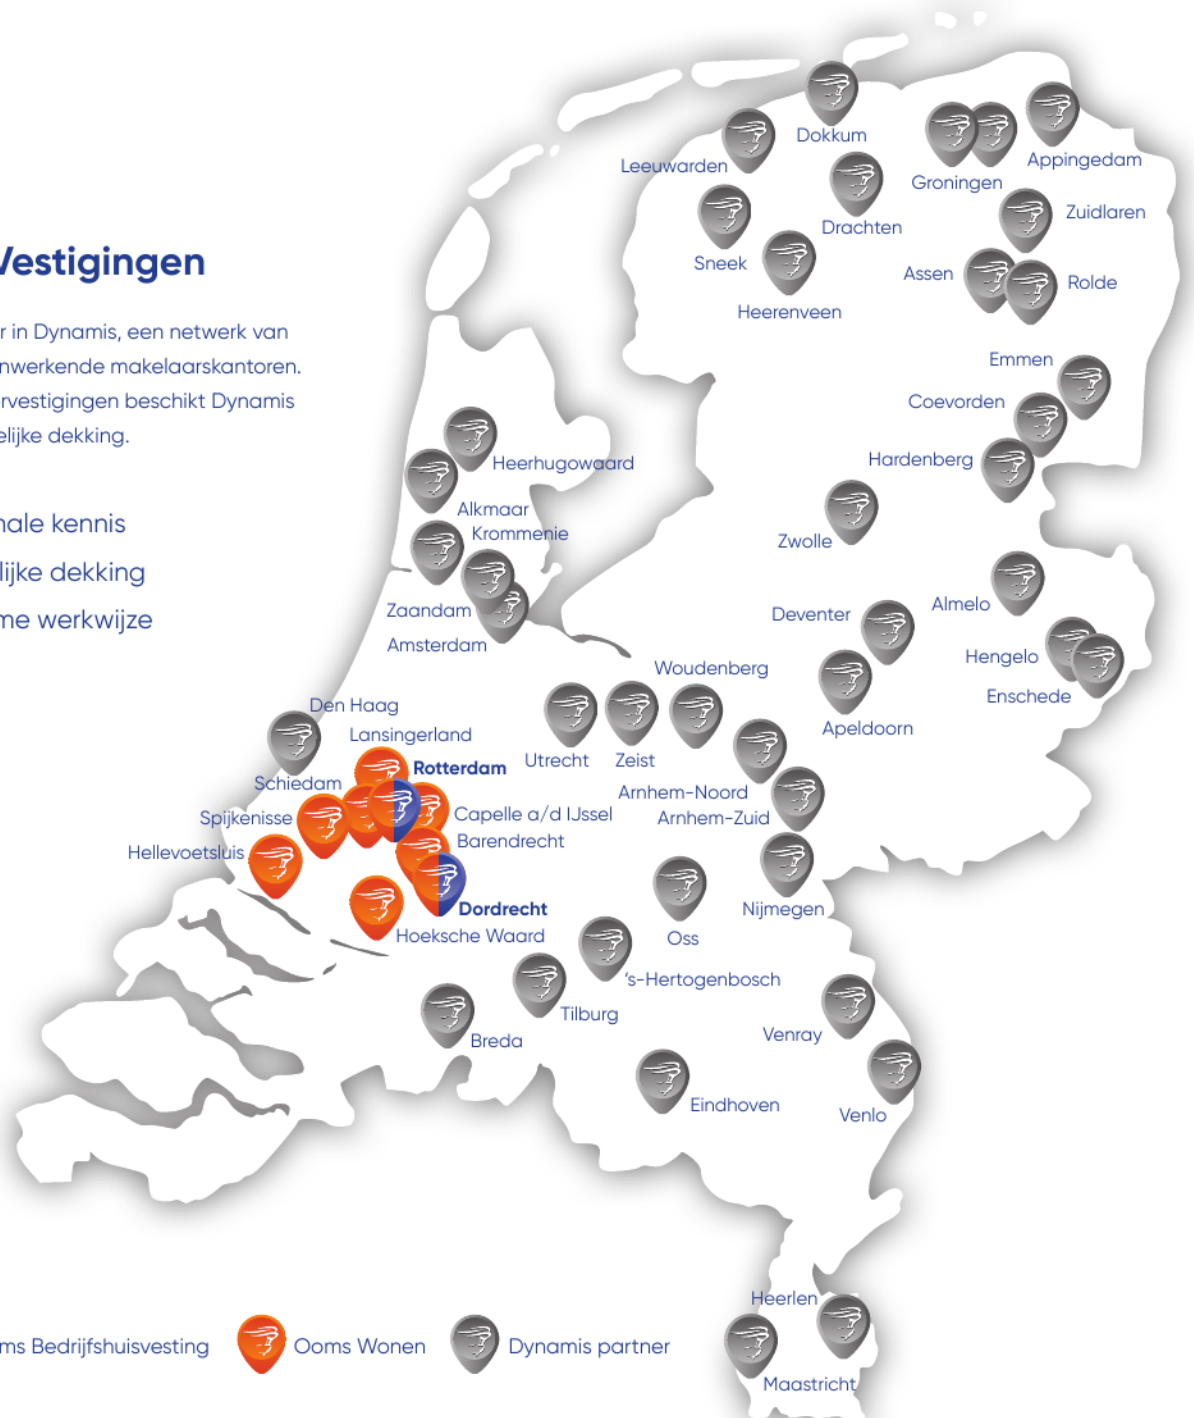 Vestigingen
r in Dynamis, een netwerk van
nwerkende makelaarskantoren.
rvestigingen beschikt Dynamis
elijke dekking.
nale kennis
lijke dekking
me werkwijze
Dokkum
Leeuwarden
Appingedam
Groningen
Zuidlaren
Drachten
Sneek
Assen
Rolde
Heerenveen
Emmen
Coevorden
Hardenberg
Heerhugowaard
Alkmaar
Krommenie
Zwolle
Zaandam
Almelo
Deventer
Amsterdam
Hengelo
Woudenberg
Enschede
Den Haag
Apeldoorn
Lansingerland
Utrecht
Zeist
Rotterdam
Schiedam
Arnhem-Noord
Capelle a/d IJssel
Spijkenisse
Arnhem-Zuid
Barendrecht
Hellevoetsluis
Dordrecht
Nijmegen
Hoeksche Waard
Oss
's-Hertogenbosch
Tilburg
Venray
Breda
Eindhoven
Venlo
Heerlen
ms Bedrijfshuisvesting
Ooms Wonen
Dynamis partner
Maastricht